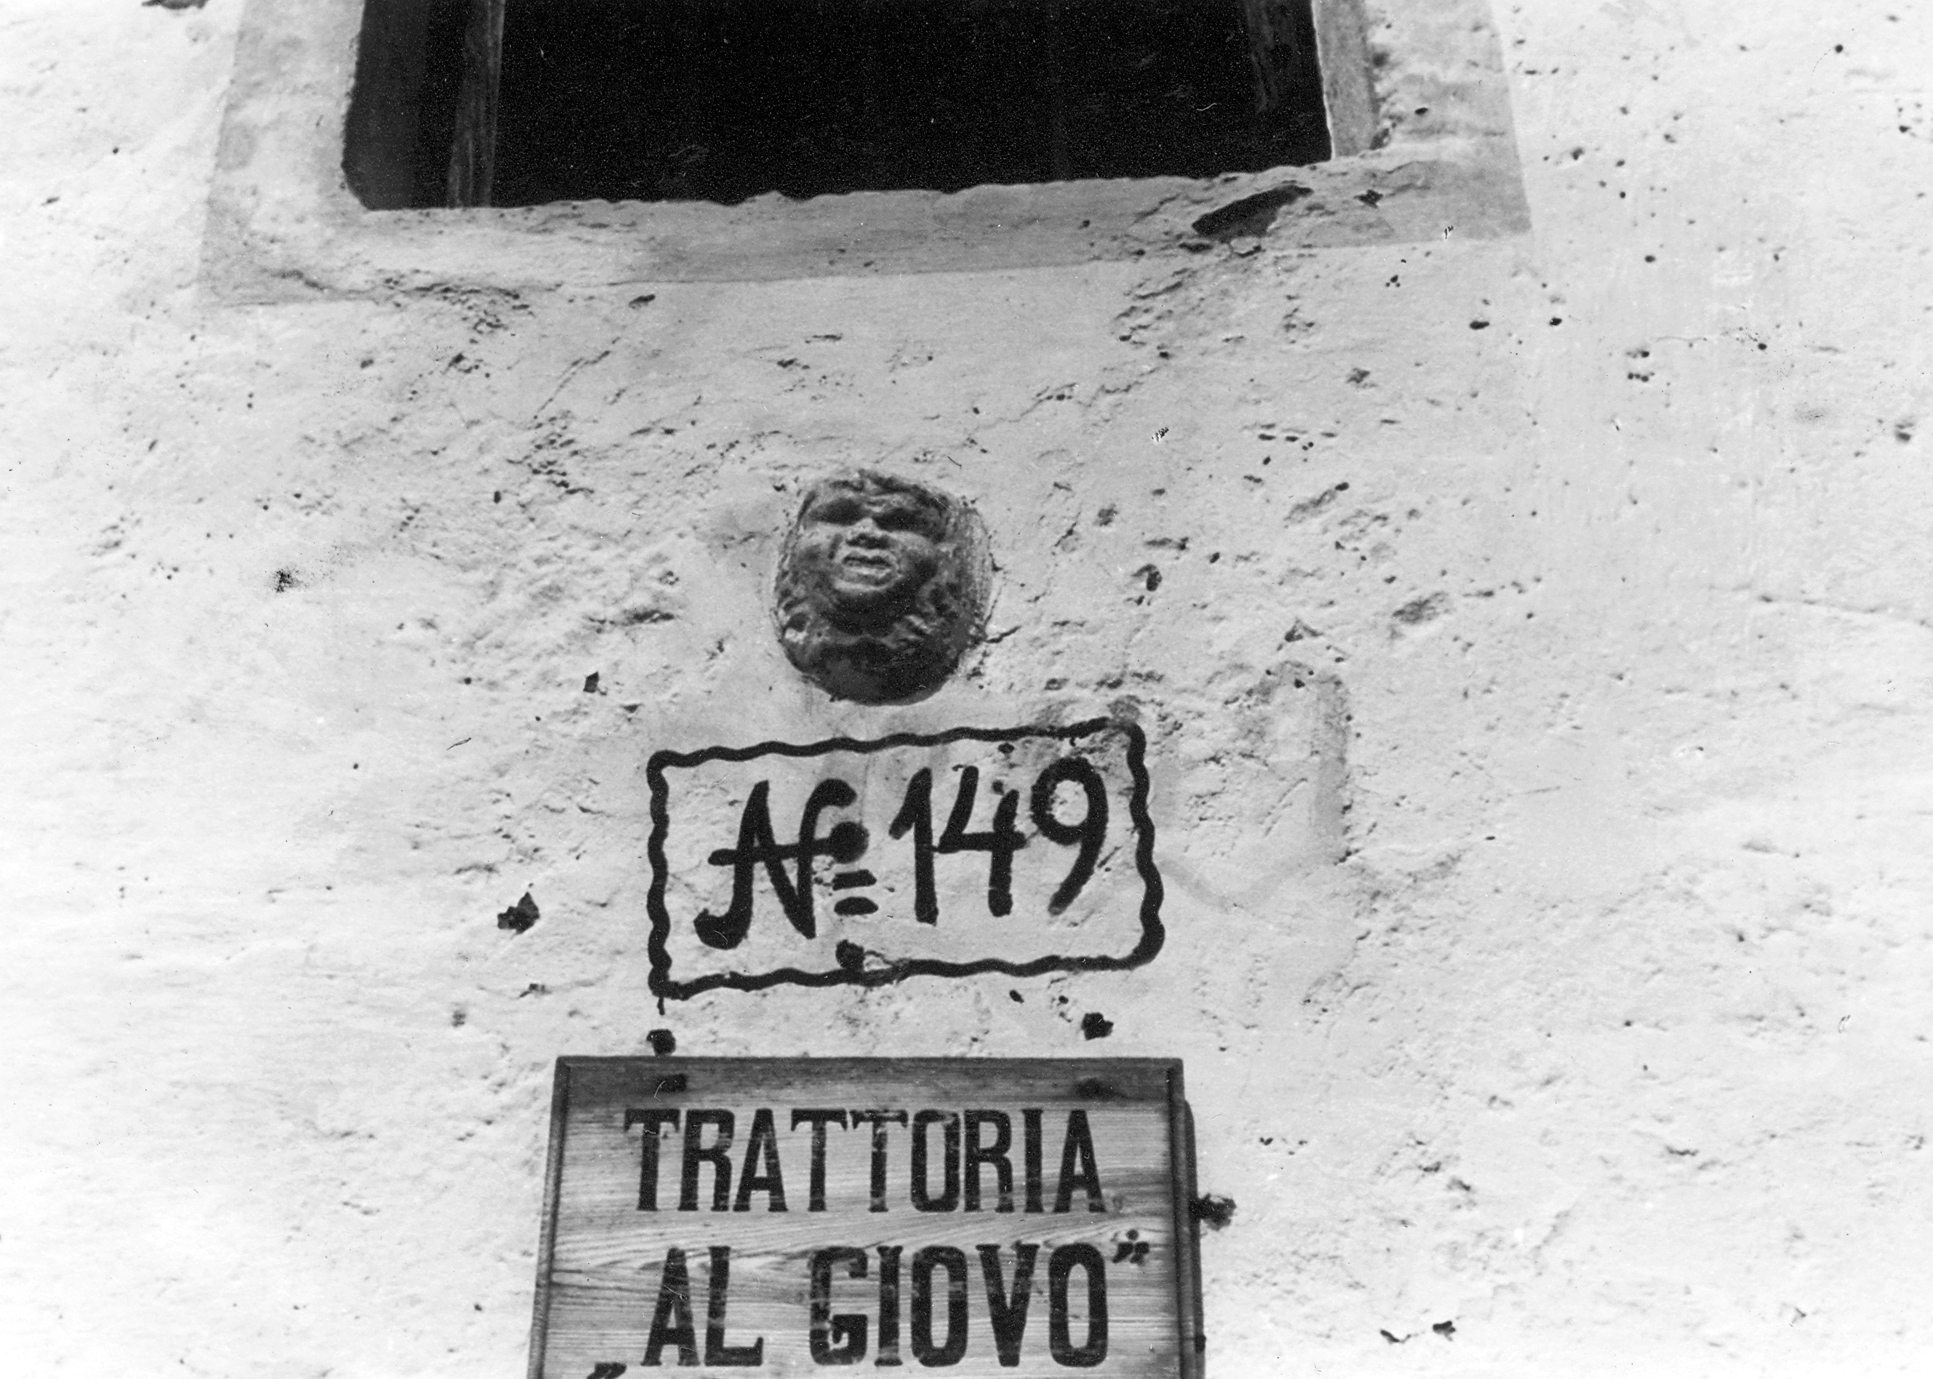 № 149
TRATTORIA
„AL GIOVO”